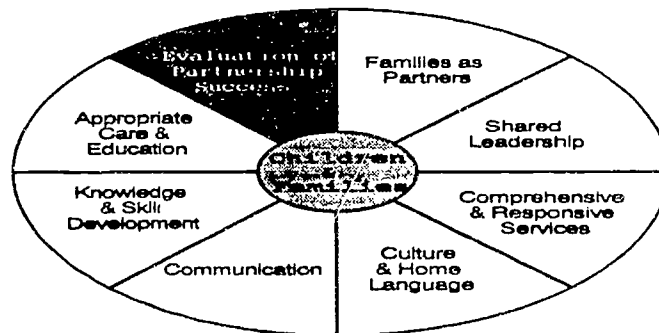 Evaluation of
Partnership
Success
Families as
Partners
Shared
Leadership
Comprehensive
& Responsive
Services
Culture
& Home
Language
Communication
Knowledge
& Skill
Development
Appropriate
Care &
Education
Children
&
Families